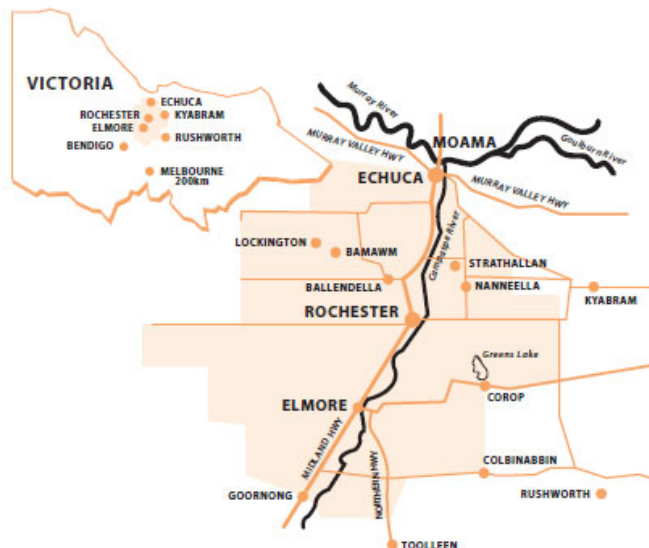 VICTORIA
ECHUCA
ROCHESTER
KYABRAM
ELMORE
RUSHWORTH
BENDIGO
MELBOURNE
200km
Murray River
MOAMA
Goulburn River
MURRAY VALLEY HWY
ECHUCA
MURRAY VALLEY HWY
Campaspe River
LOCKINGTON
BAMAWM
STRATHALLAN
BALLENDELLA
NANNEELLA
KYABRAM
ROCHESTER
Greens Lake
COROP
ELMORE
MIDLAND HWY
COLBINABBIN
GOORNONG
NORTHERN HWY
RUSHWORTH
TOOLLEEN